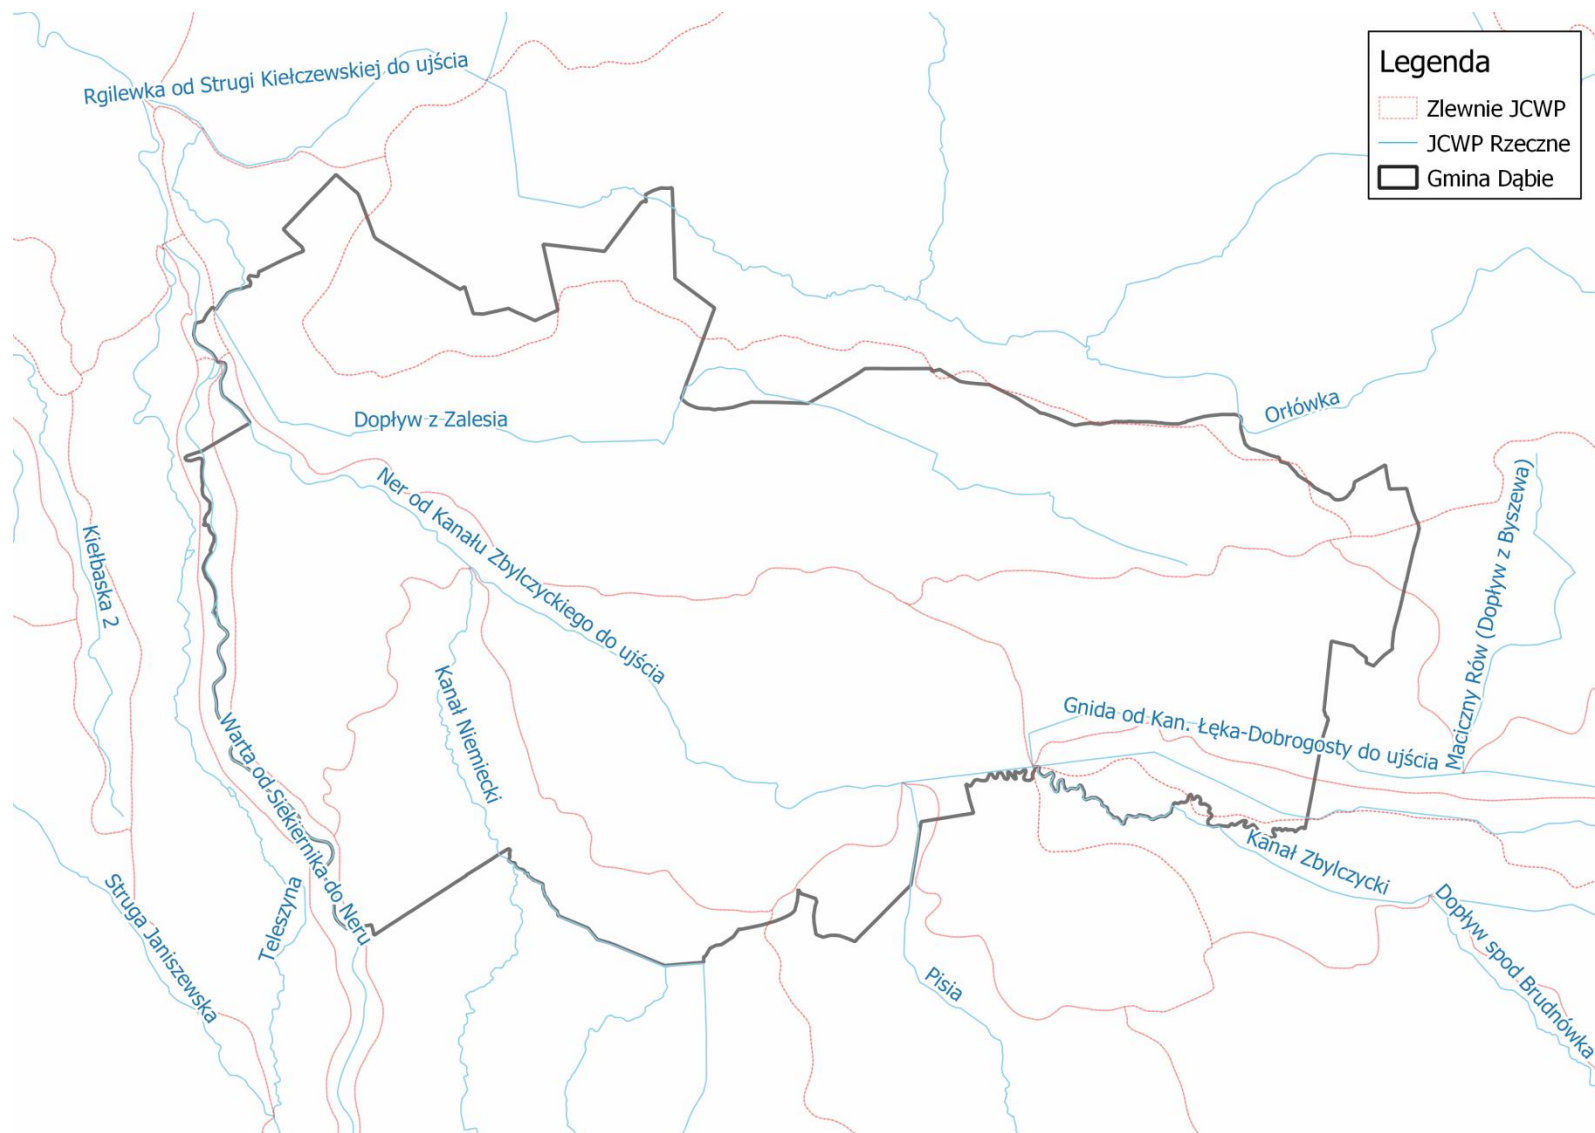 Rgilewka od Strugi Kiełczewskiej do ujścia
Legenda
Zlewnie JCWP
JCWP Rzeczne
Gmina Dąbie
Orłówka
Dopływ z Zalesia
Ner od Kanału Zbylczyckiego do ujścia
Kiełbaska 2
Maciczny Rów (Dopływ z Byszewa)
Kanał Niemiecki
Gnida od Kan. Łęka-Dobrogosty do ujścia
Warta od Siekiernika do Neru
Kanał Zbylczycki
Struga Janiszewska
Teleszyna
Pisia
Dopływ spod Brudnówka